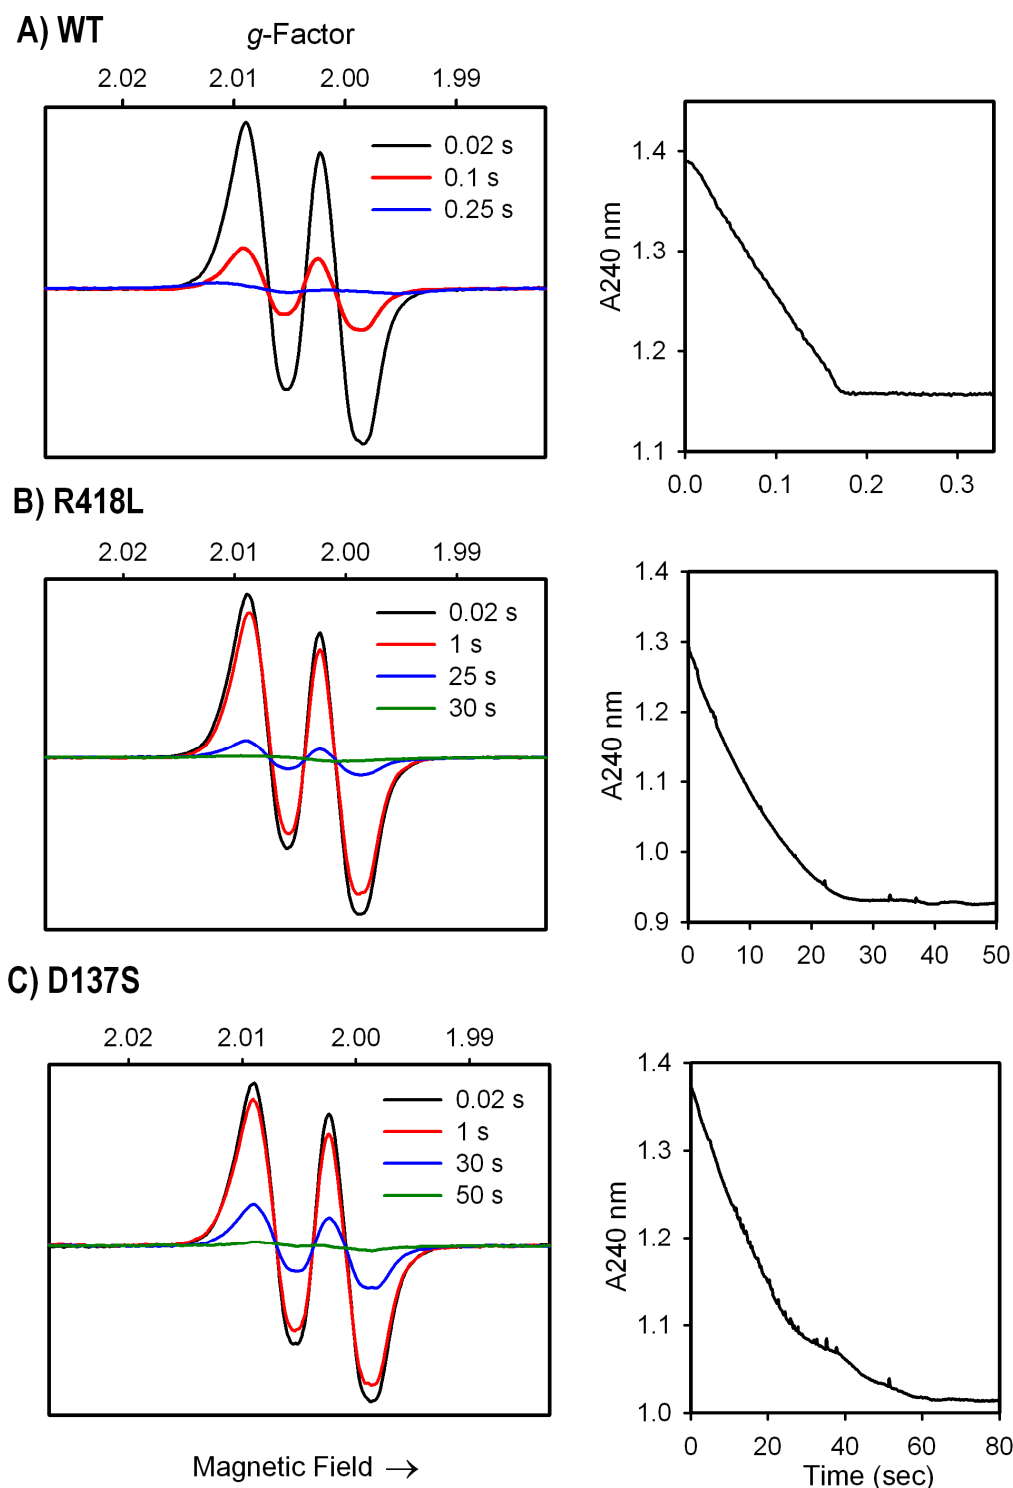 A) WT
g-Factor
2.02 2.01 2.00 1.99
0.02 s
0.1 s
0.25 s
A240 nm
1.4
1.3
1.2
1.1
0.0 0.1 0.2 0.3
B) R418L
2.02 2.01 2.00 1.99
0.02 s
1 s
25 s
30 s
A240 nm
1.4
1.3
1.2
1.1
1.0
0.9
0 10 20 30 40 50
C) D137S
2.02 2.01 2.00 1.99
0.02 s
1 s
30 s
50 s
Magnetic Field →
A240 nm
1.4
1.3
1.2
1.1
1.0
0 20 40 60 80
Time (sec)